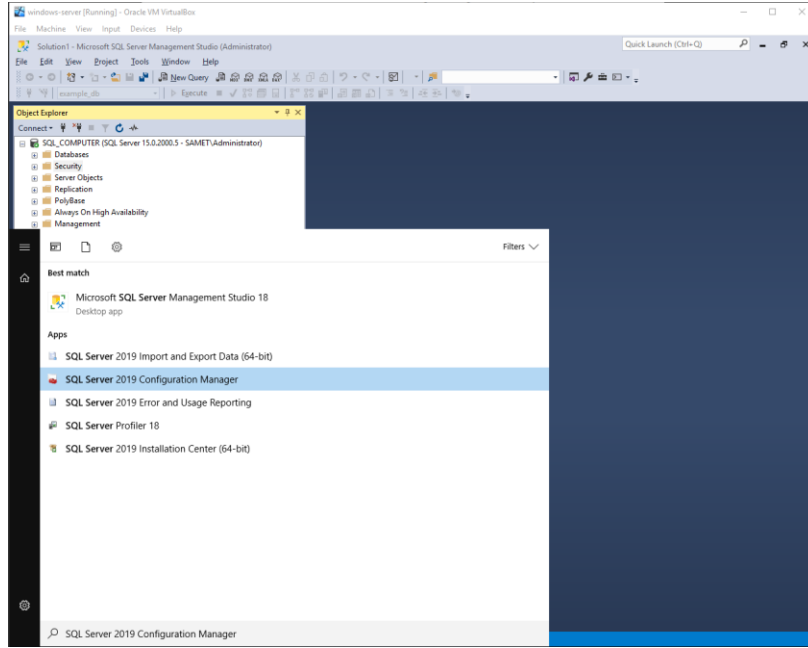 windows-server [Running] - Oracle VM VirtualBox
File Machine View Input Devices Help
Solution1 - Microsoft SQL Server Management Studio (Administrator)
Quick Launch (Ctrl+Q)
File Edit View Project Tools Window Help
New Query
example_db
Execute
Object Explorer
Connect
SQL_COMPUTER (SQL Server 15.0.2000.5 - SAMET\Administrator)
Databases
Security
Server Objects
Replication
PolyBase
Always On High Availability
Management
Filters
Best match
Microsoft SQL Server Management Studio 18
Desktop app
Apps
SQL Server 2019 Import and Export Data (64-bit)
SQL Server 2019 Configuration Manager
SQL Server 2019 Error and Usage Reporting
SQL Server Profiler 18
SQL Server 2019 Installation Center (64-bit)
SQL Server 2019 Configuration Manager